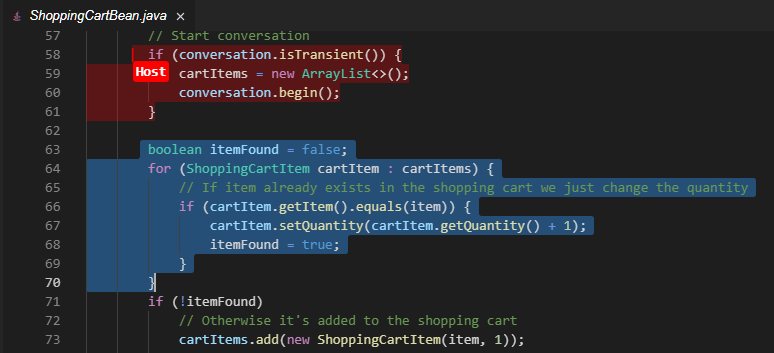 ShoppingCartBean.java ×
57 // Start conversation
58 if (conversation.isTransient()) {
Host
59 cartItems = new ArrayList<>();
60 conversation.begin();
61 }
62
63 boolean itemFound = false;
64 for (ShoppingCartItem cartItem : cartItems) {
65 // If item already exists in the shopping cart we just change the quantity
66 if (cartItem.getItem().equals(item)) {
67 cartItem.setQuantity(cartItem.getQuantity() + 1);
68 itemFound = true;
69 }
70 }
71 if (!itemFound)
72 // Otherwise it's added to the shopping cart
73 cartItems.add(new ShoppingCartItem(item, 1));